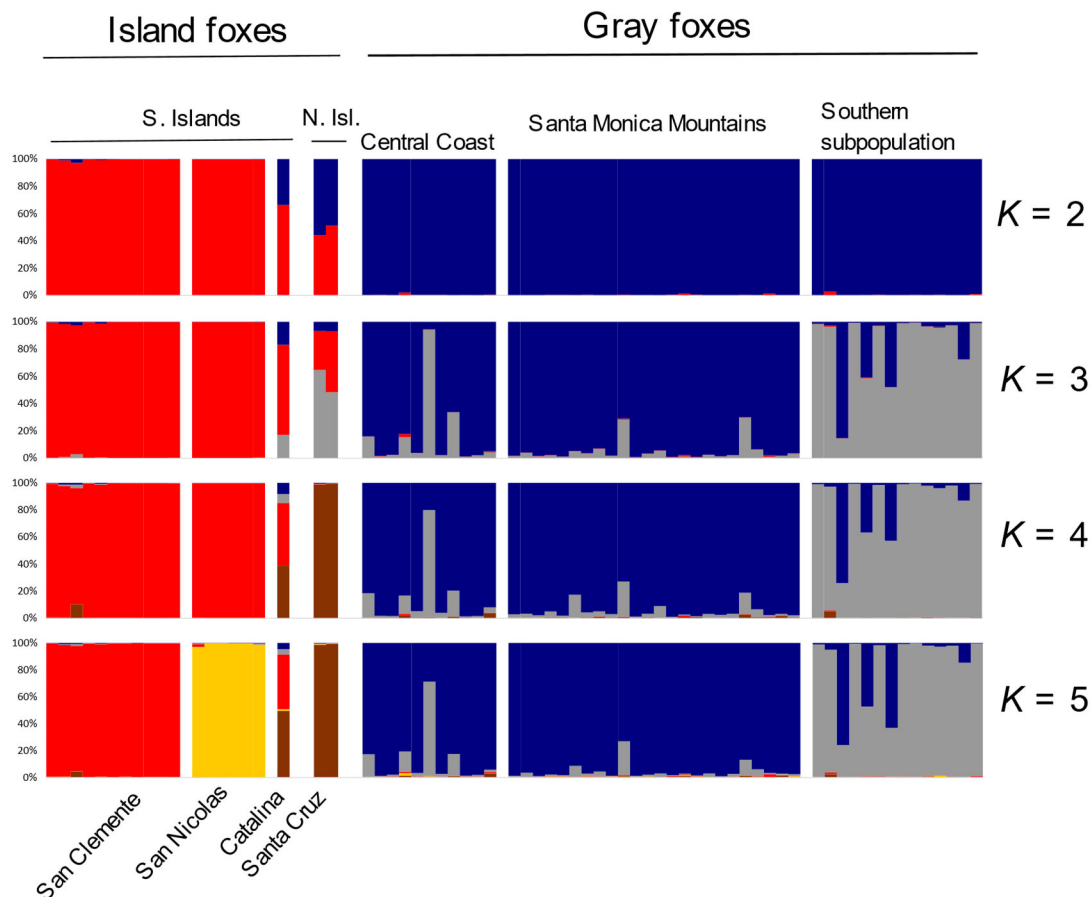 Island foxes
Gray foxes
S. Islands
N. Isl.
Central Coast
Santa Monica Mountains
Southern
subpopulation
100%
80%
60%
40%
20%
0%
K = 2
100%
80%
60%
40%
20%
0%
K = 3
100%
80%
60%
40%
20%
0%
K = 4
100%
80%
60%
40%
20%
0%
K = 5
San Clemente
San Nicolas
Catalina
Santa Cruz